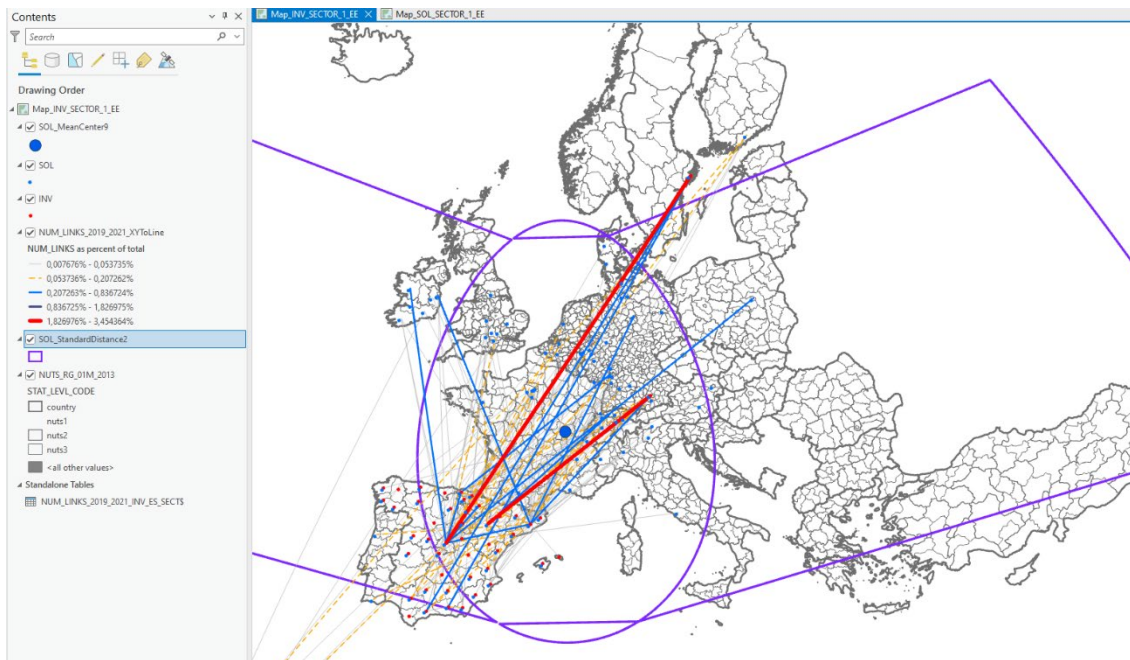 Contents
Search
Drawing Order
Map_INV_SECTOR_1_EE
SOL_MeanCenter9
SOL
INV
NUM_LINKS_2019_2021_XYToLine
NUM_LINKS as percent of total
0,007676% - 0,053735%
0,053736% - 0,207262%
0,207263% - 0,836724%
0,836725% - 1,826975%
1,826976% - 3,454364%
SOL_StandardDistance2
NUTS_RG_01M_2013
STAT_LEVL_CODE
country
nuts1
nuts2
nuts3
<all other values>
Standalone Tables
NUM_LINKS_2019_2021_INV_ES_SECT$
Map_INV_SECTOR_1_EE
Map_SOL_SECTOR_1_EE